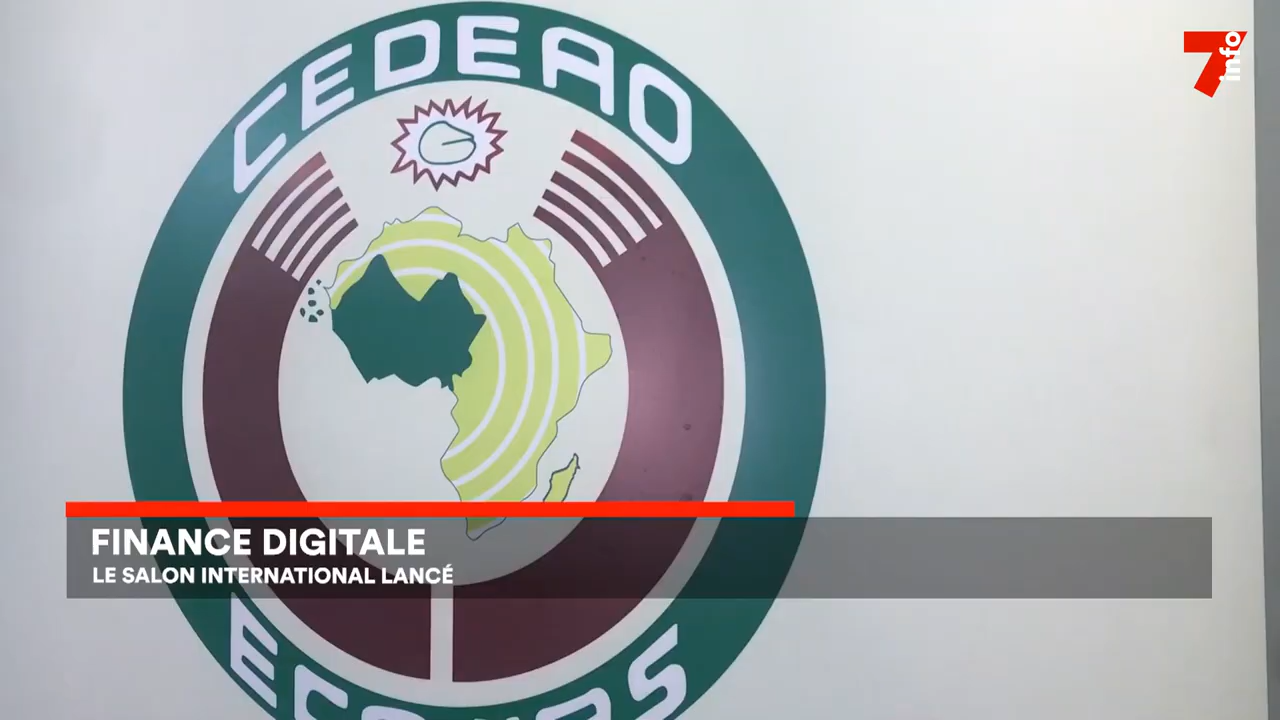 CEDEAO
7info
FINANCE DIGITALE
LE SALON INTERNATIONAL LANCÉ